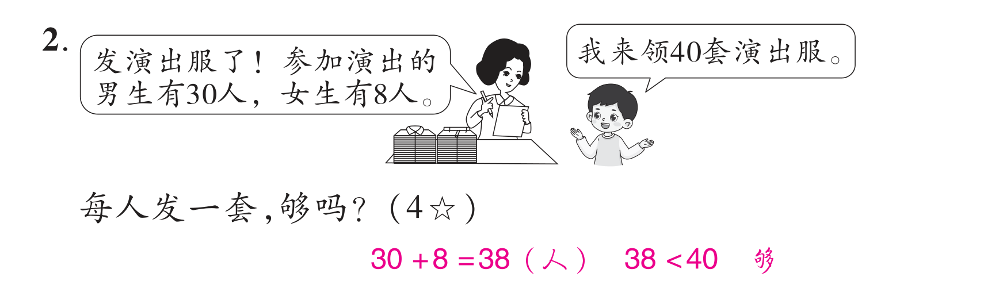 2.
发演出服了！参加演出的
男生有30人，女生有8人。
我来领40套演出服。
每人发一套,够吗?（4☆）
30+8=38（人） 38<40 够